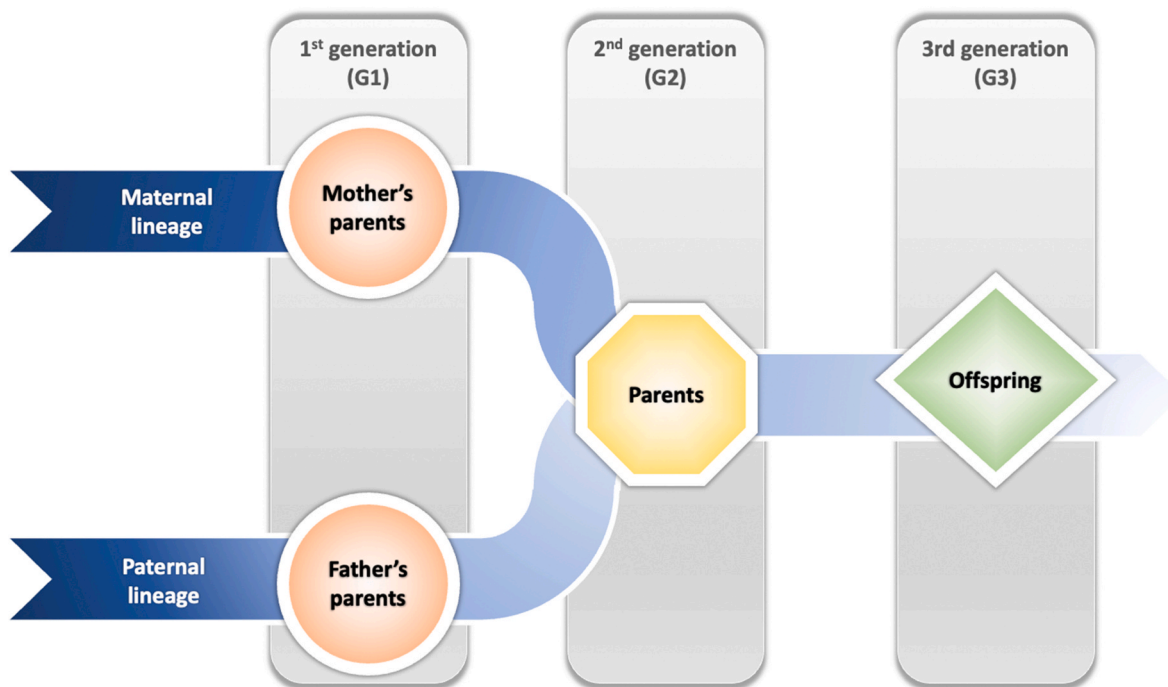 1st generation
(G1)
2nd generation
(G2)
3rd generation
(G3)
Maternal
lineage
Mother’s
parents
Parents
Offspring
Paternal
lineage
Father’s
parents